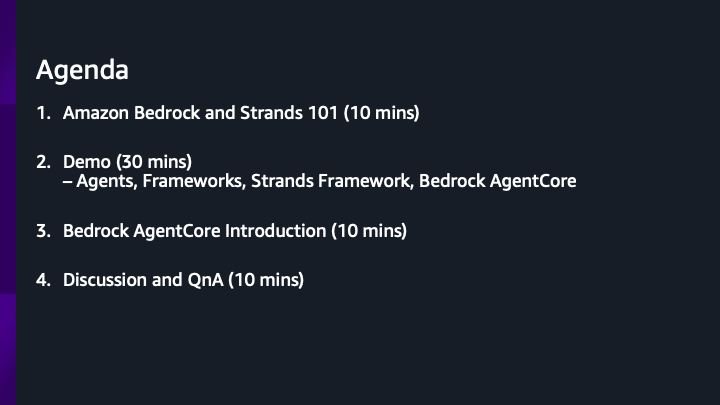 Agenda
1. Amazon Bedrock and Strands 101 (10 mins)
2. Demo (30 mins)
– Agents, Frameworks, Strands Framework, Bedrock AgentCore
3. Bedrock AgentCore Introduction (10 mins)
4. Discussion and QnA (10 mins)